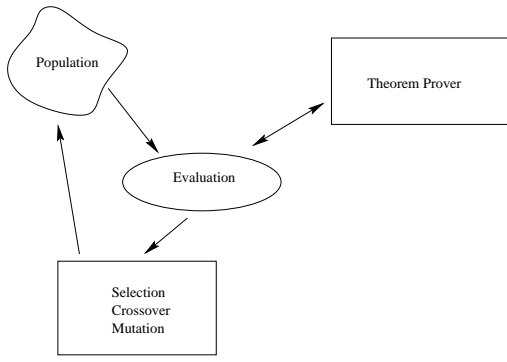 Population
Theorem Prover
Evaluation
Selection
Crossover
Mutation